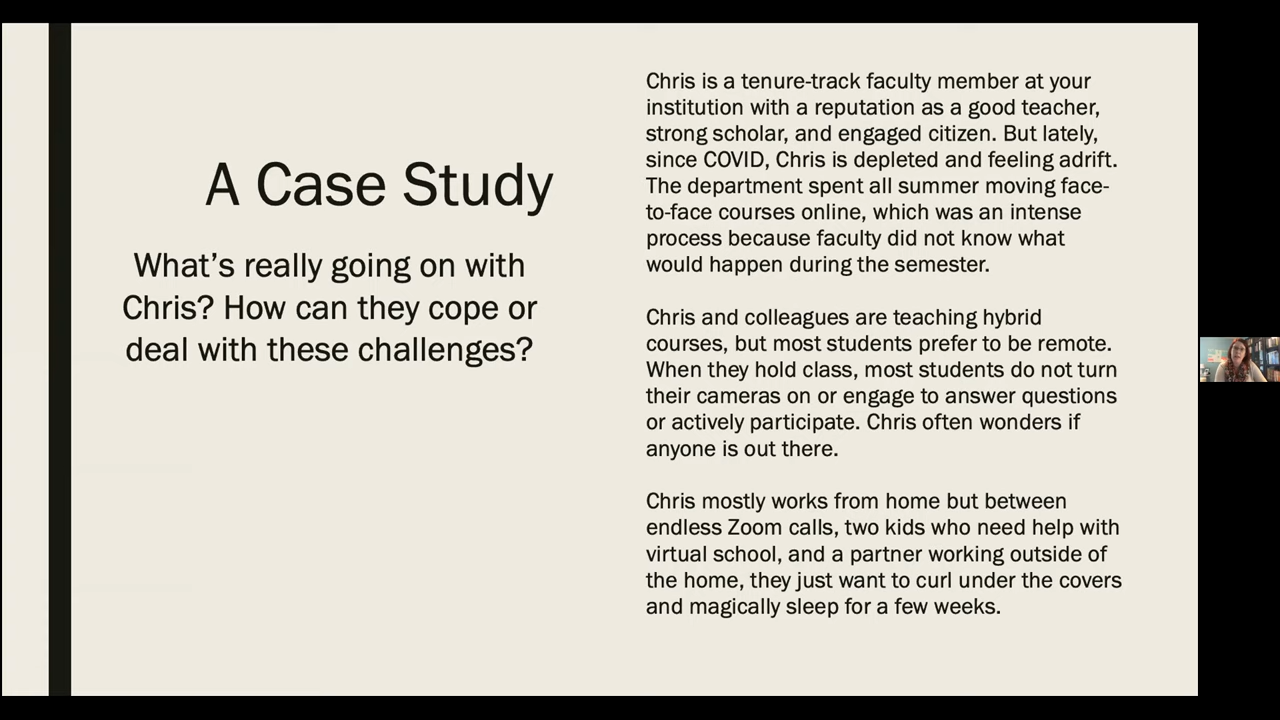 A Case Study
What's really going on with
Chris? How can they cope or
deal with these challenges?
Chris is a tenure-track faculty member at your
institution with a reputation as a good teacher,
strong scholar, and engaged citizen. But lately,
since COVID, Chris is depleted and feeling adrift.
The department spent all summer moving face-
to-face courses online, which was an intense
process because faculty did not know what
would happen during the semester.
Chris and colleagues are teaching hybrid
courses, but most students prefer to be remote.
When they hold class, most students do not turn
their cameras on or engage to answer questions
or actively participate. Chris often wonders if
anyone is out there.
Chris mostly works from home but between
endless Zoom calls, two kids who need help with
virtual school, and a partner working outside of
the home, they just want to curl under the covers
and magically sleep for a few weeks.